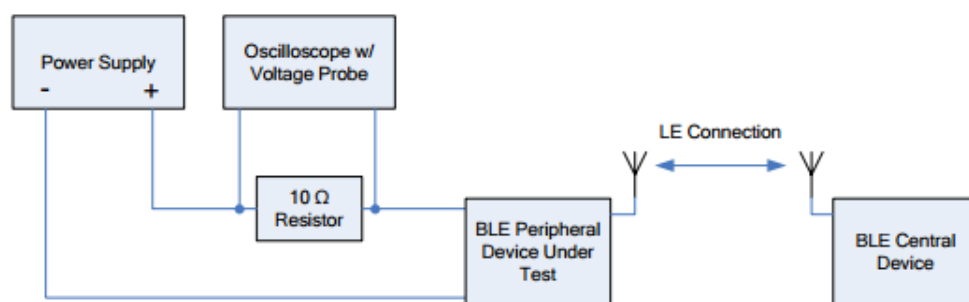 Power Supply
- +
Oscilloscope w/
Voltage Probe
LE Connection
10 Ω
Resistor
BLE Peripheral
Device Under
Test
BLE Central
Device